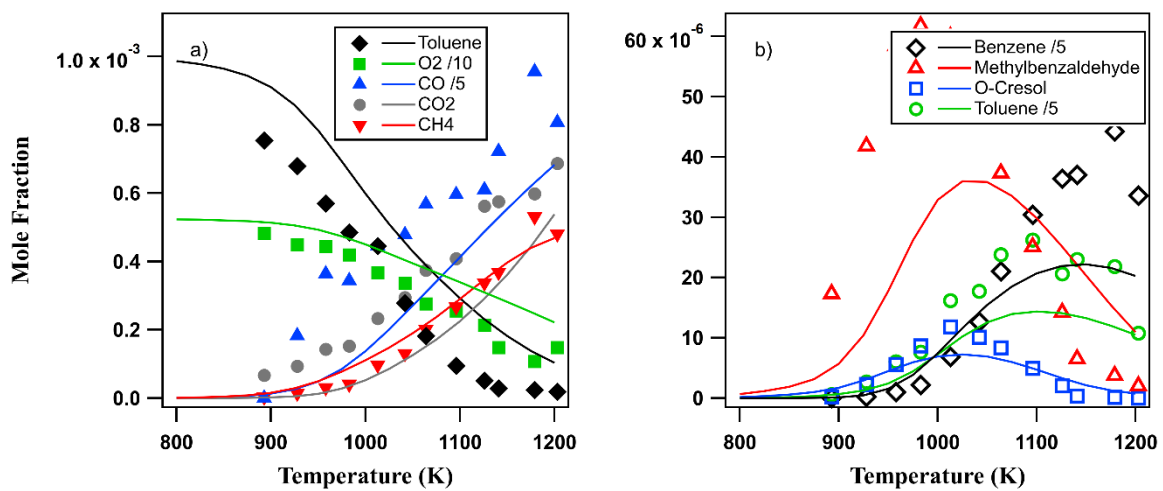 Mole Fraction
1.0 x 10⁻³
0.8
0.6
0.4
0.2
0.0
a)
Toluene
O2 /10
CO /5
CO2
CH4
800
900
1000
1100
1200
Temperature (K)
60 x 10⁻⁶
50
40
30
20
10
0
b)
Benzene /5
Methylbenzaldehyde
O-Cresol
Toluene /5
800
900
1000
1100
1200
Temperature (K)